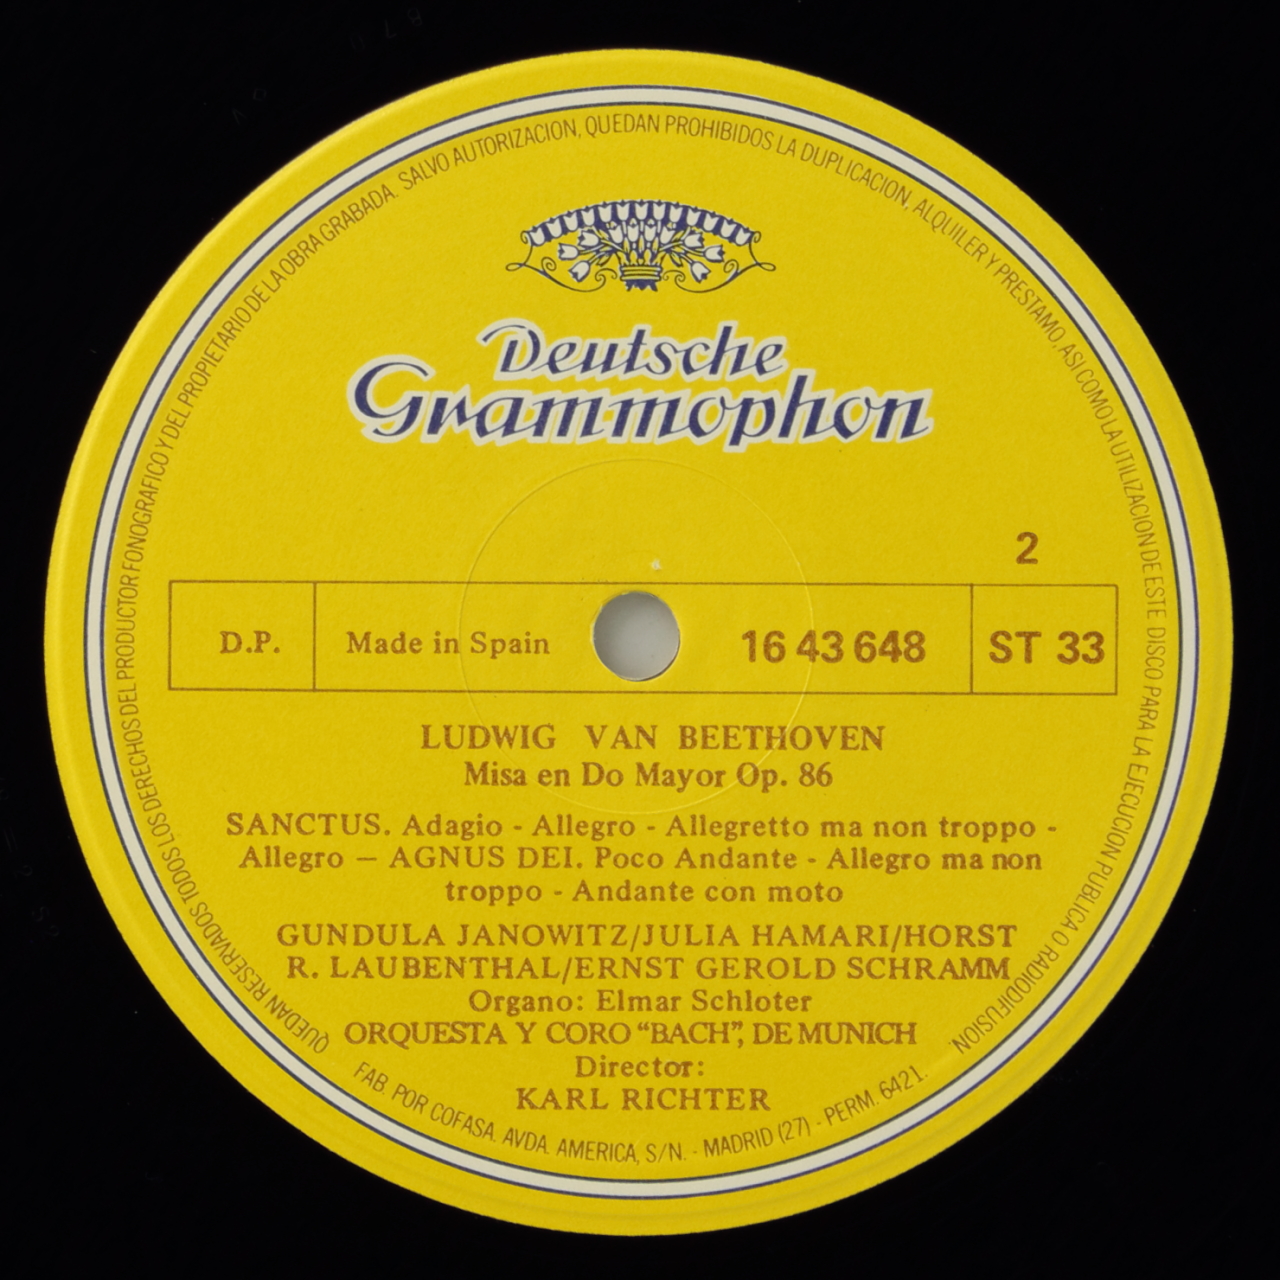 QUEDAN RESERVADOS TODOS LOS DERECHOS DEL PRODUCTOR FONOGRAFICO Y DEL PROPIETARIO DE LA OBRA GRABADA. SALVO AUTORIZACION, QUEDAN PROHIBIDOS LA DUPLICACION, ALQUILER Y PRESTAMO, ASI COMO LA UTILIZACION DE ESTE DISCO PARA LA EJECUCION PUBLICA O RADIODIFUSION.
Deutsche
Grammophon
2
D.P. Made in Spain 16 43 648 ST 33
LUDWIG VAN BEETHOVEN
Misa en Do Mayor Op. 86
SANCTUS. Adagio - Allegro - Allegretto ma non troppo -
Allegro — AGNUS DEI. Poco Andante - Allegro ma non
troppo - Andante con moto
GUNDULA JANOWITZ/JULIA HAMARI/HORST
R. LAUBENTHAL/ERNST GEROLD SCHRAMM
Organo: Elmar Schloter
ORQUESTA Y CORO “BACH”, DE MUNICH
Director:
KARL RICHTER
FAB. POR COFASA. AVDA. AMERICA, S/N. - MADRID (27) - PERM. 6421.